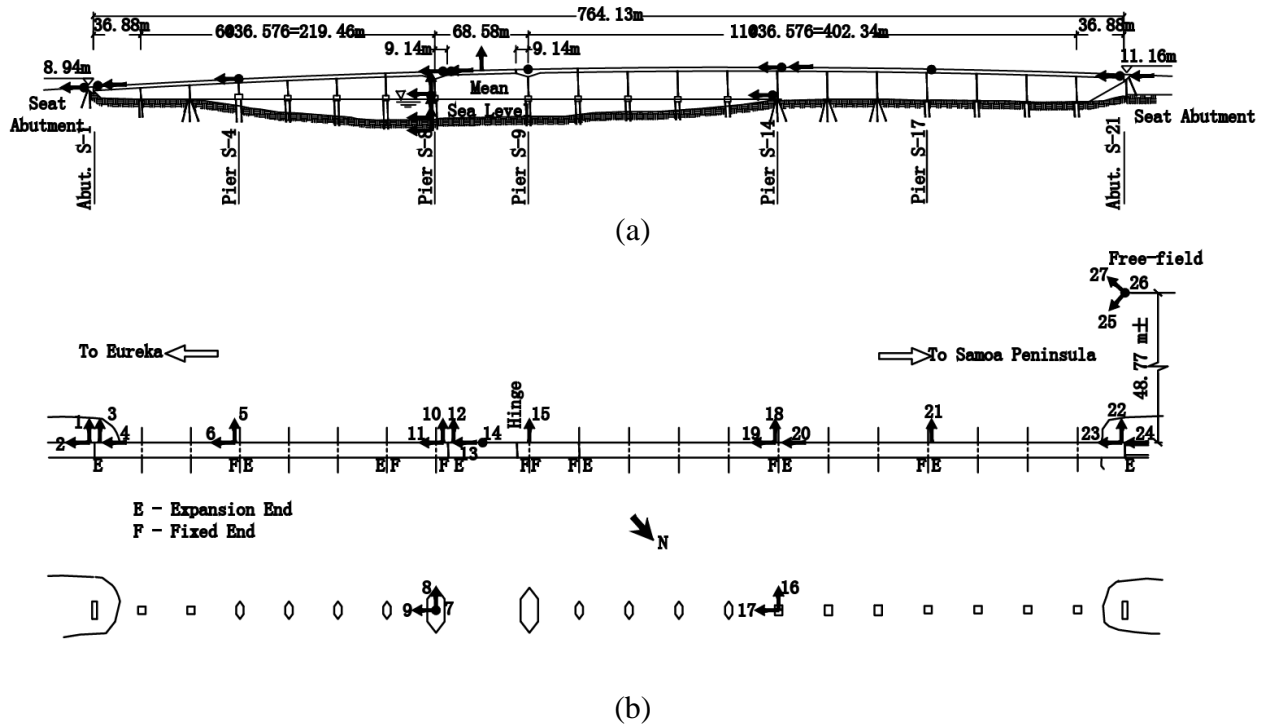 764.13m
36.88m 6@36.576=219.46m 68.58m 11@36.576=402.34m 36.88m
9.14m 9.14m
8.94m 11.16m
Seat Abutment
Mean Sea Level
Seat Abutment
Abut. S-1
Pier S-4
Pier S-8
Pier S-9
Pier S-14
Pier S-17
Abut. S-21
(a)
Free-field
27 26
25
48.77 m±
To Eureka
To Samoa Peninsula
Hinge
1 3 5 10 12 15 18 21 22
2 4 6 11 13 14 19 20 23 24
E F E E F F E F F F E F E F E E
E - Expansion End
F - Fixed End
N
8 16
9 7 17
(b)